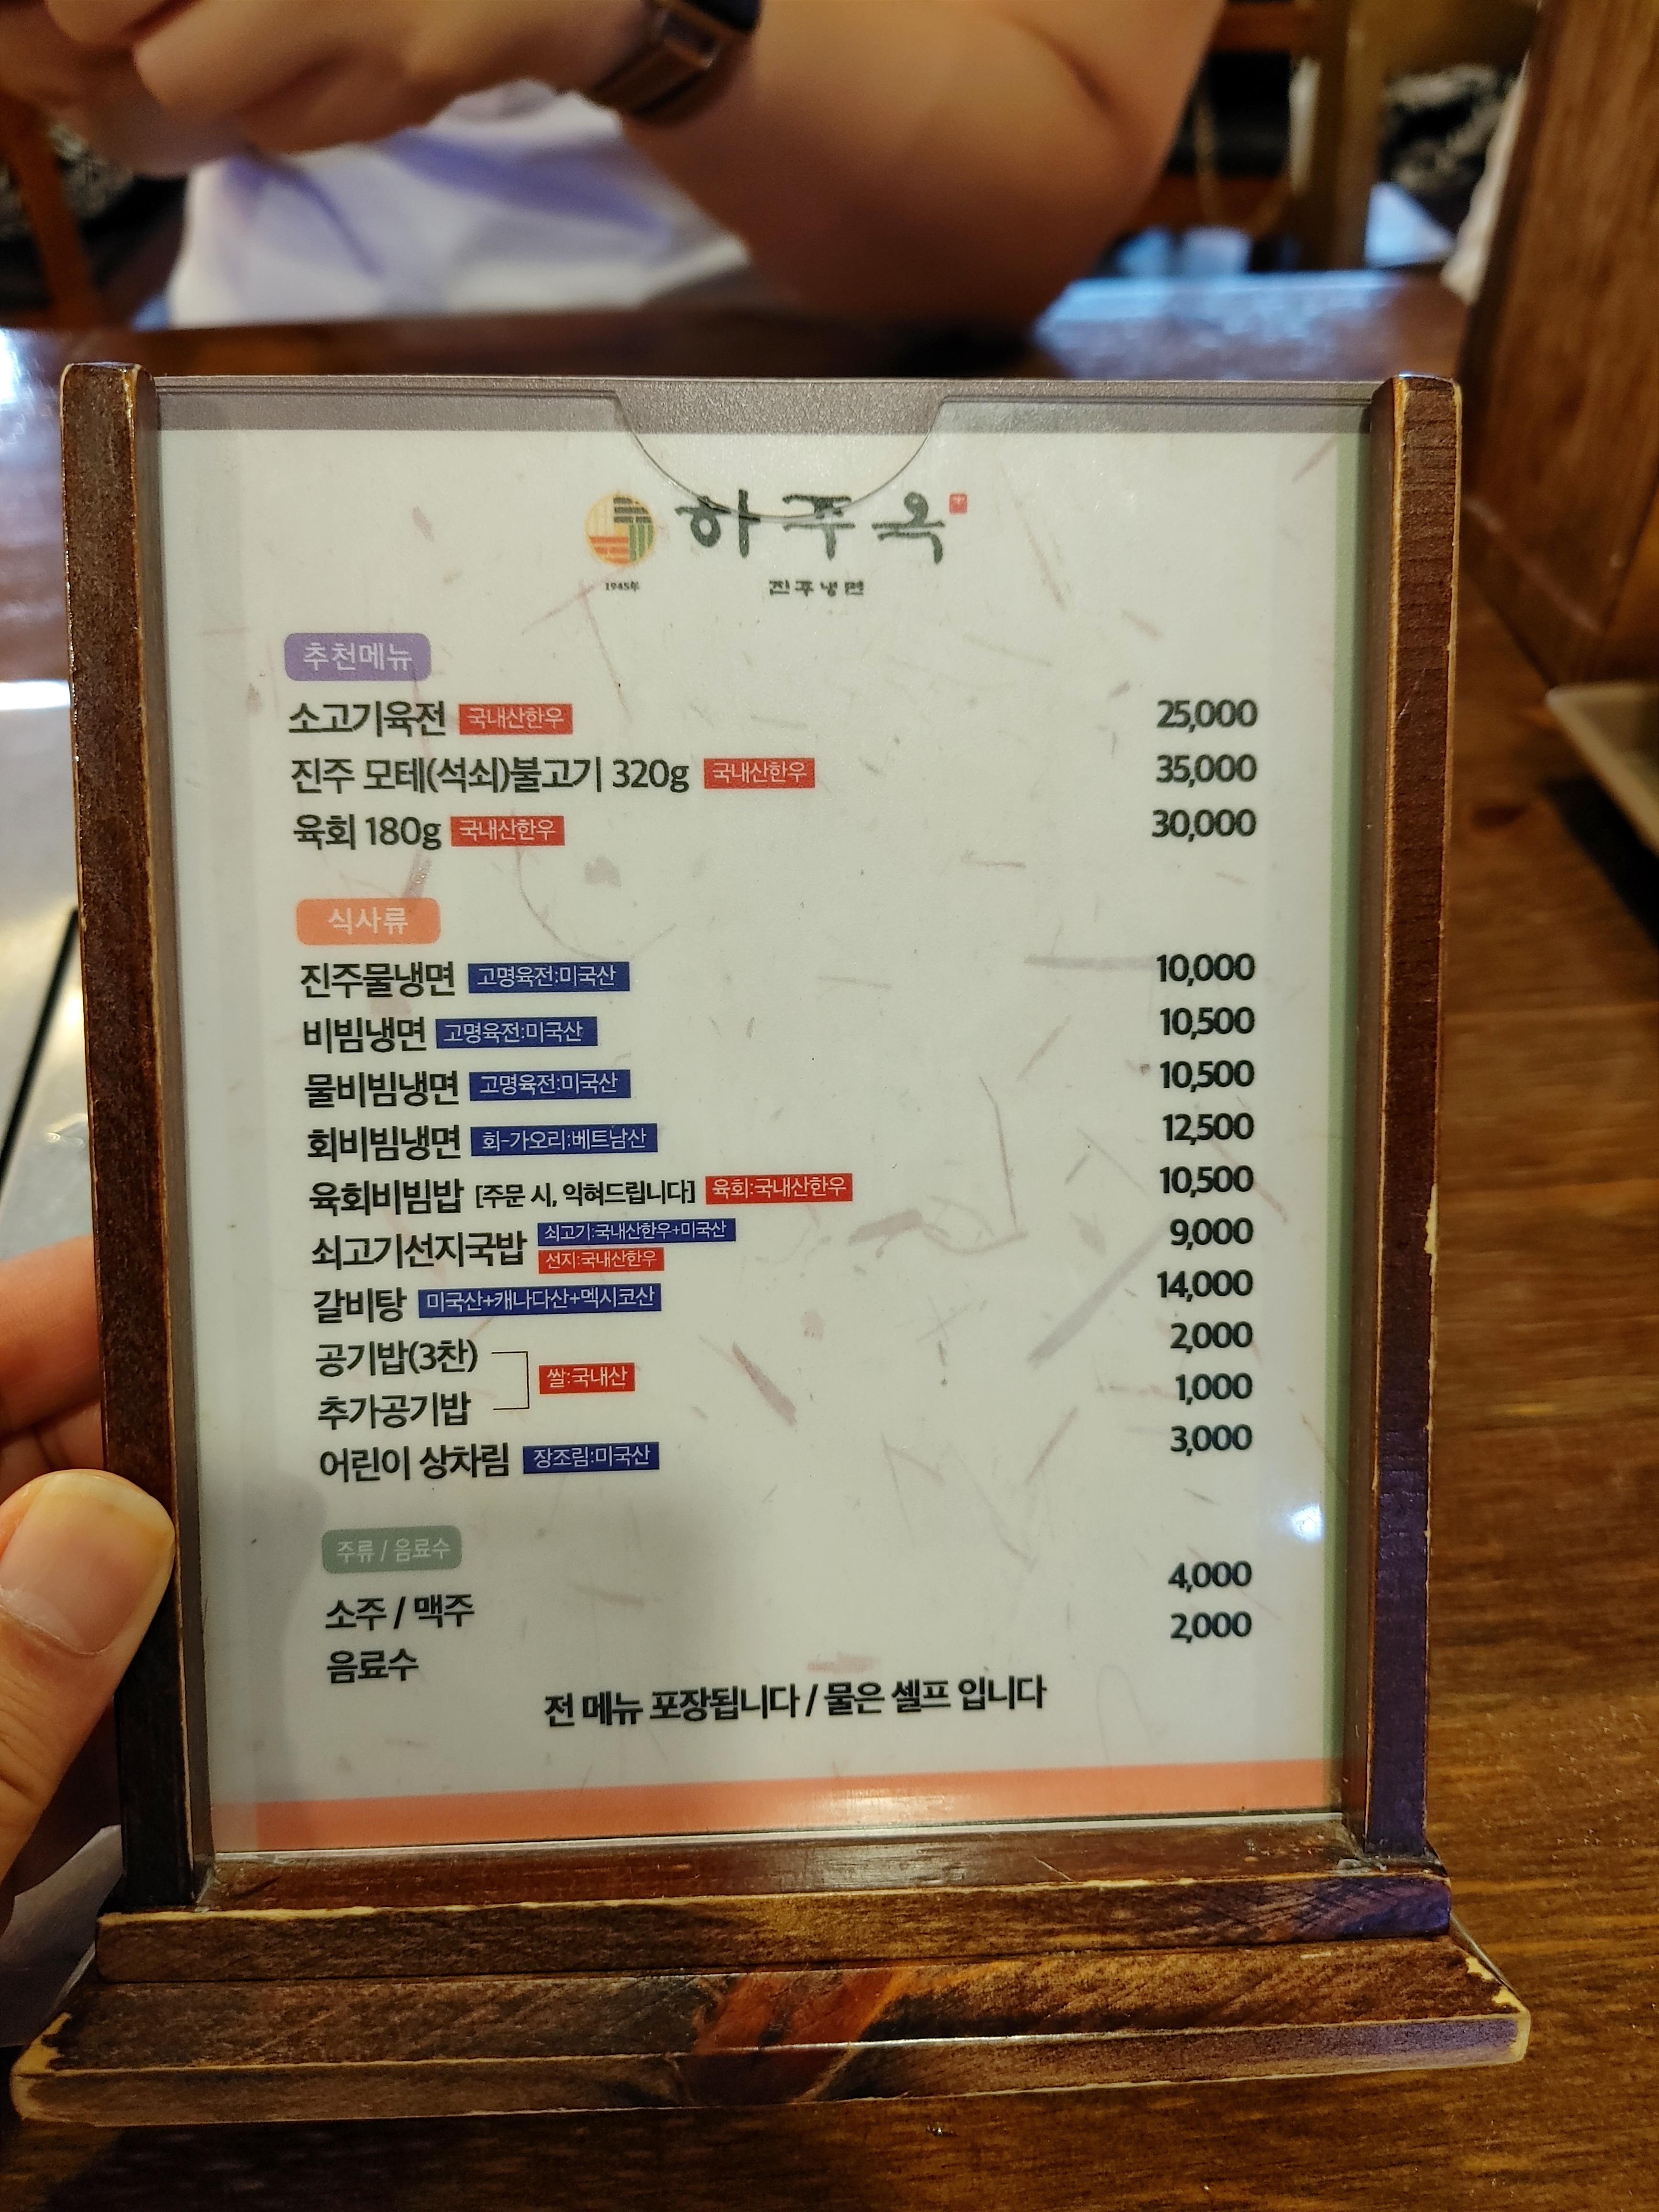 하주옥
1945年 진주냉면
추천메뉴
소고기육전 국내산한우 25,000
진주 모테(석쇠)불고기 320g 국내산한우 35,000
육회 180g 국내산한우 30,000
식사류
진주물냉면 고명육전:미국산 10,000
비빔냉면 고명육전:미국산 10,500
물비빔냉면 고명육전:미국산 10,500
회비빔냉면 회-가오리:베트남산 12,500
육회비빔밥 [주문 시, 익혀드립니다] 육회:국내산한우 10,500
쇠고기선지국밥 쇠고기:국내산한우+미국산 선지:국내산한우 9,000
갈비탕 미국산+캐나다산+멕시코산 14,000
공기밥(3찬) 쌀:국내산 2,000
추가공기밥 1,000
어린이 상차림 장조림:미국산 3,000
주류 / 음료수
소주 / 맥주 4,000
음료수 2,000
전 메뉴 포장됩니다 / 물은 셀프 입니다